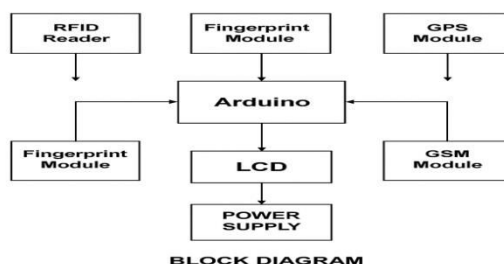 RFID
Reader
Fingerprint
Module
GPS
Module
Arduino
Fingerprint
Module
LCD
GSM
Module
POWER
SUPPLY
BLOCK DIAGRAM